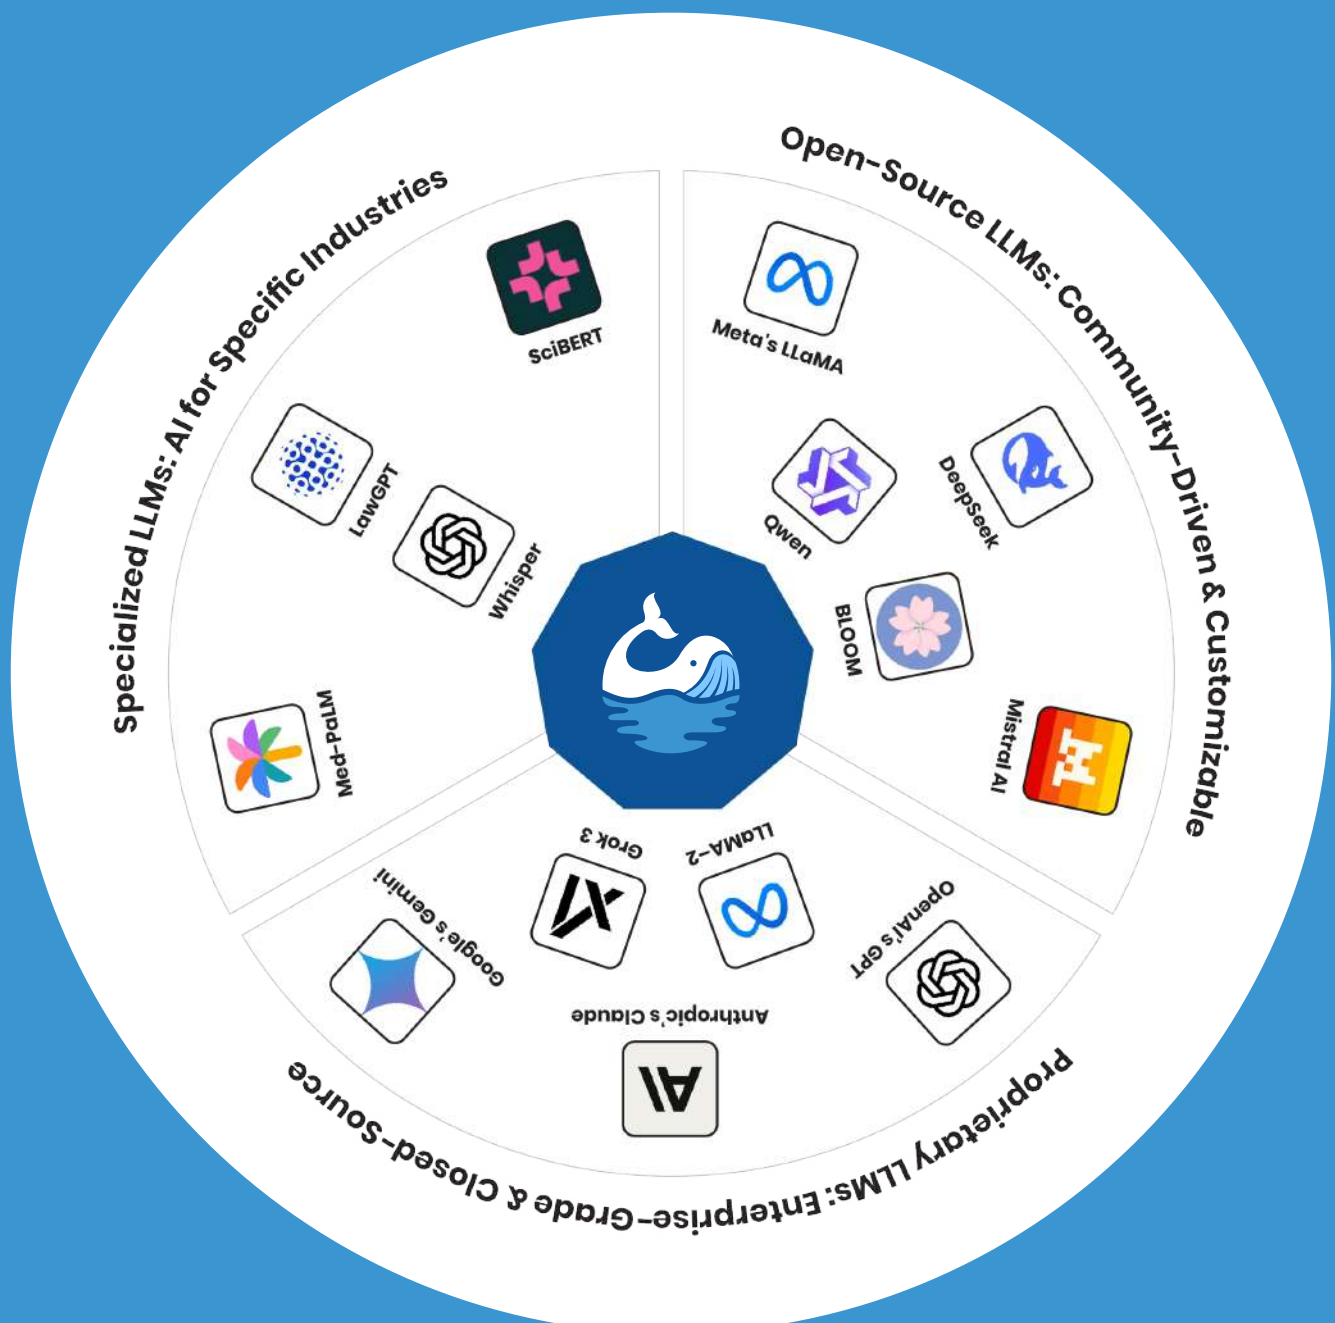 Specialized LLMs: AI for Specific Industries
SciBERT
LawGPT
Whisper
Med-PaLM
Open-Source LLMs: Community-Driven & Customizable
Meta's LLaMA
Qwen
DeepSeek
BLOOM
Mistral AI
Proprietary LLMs: Enterprise-Grade & Closed-Source
OpenAI's GPT
LLaMA-2
Anthropic's Claude
AI
Grok 3
Google's Gemini